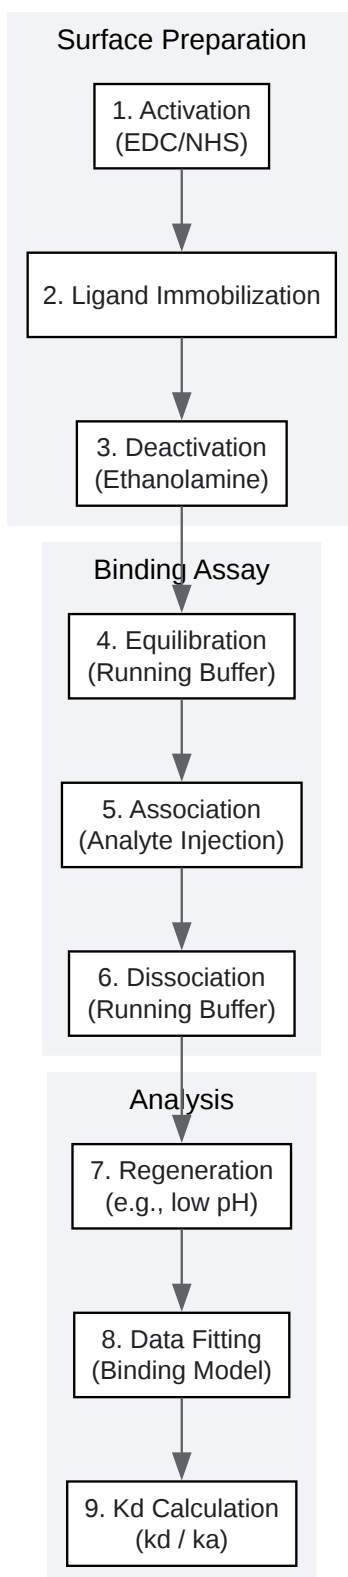 Surface Preparation
1. Activation
(EDC/NHS)
2. Ligand Immobilization
3. Deactivation
(Ethanolamine)
Binding Assay
4. Equilibration
(Running Buffer)
5. Association
(Analyte Injection)
6. Dissociation
(Running Buffer)
Analysis
7. Regeneration
(e.g., low pH)
8. Data Fitting
(Binding Model)
9. Kd Calculation
(kd / ka)